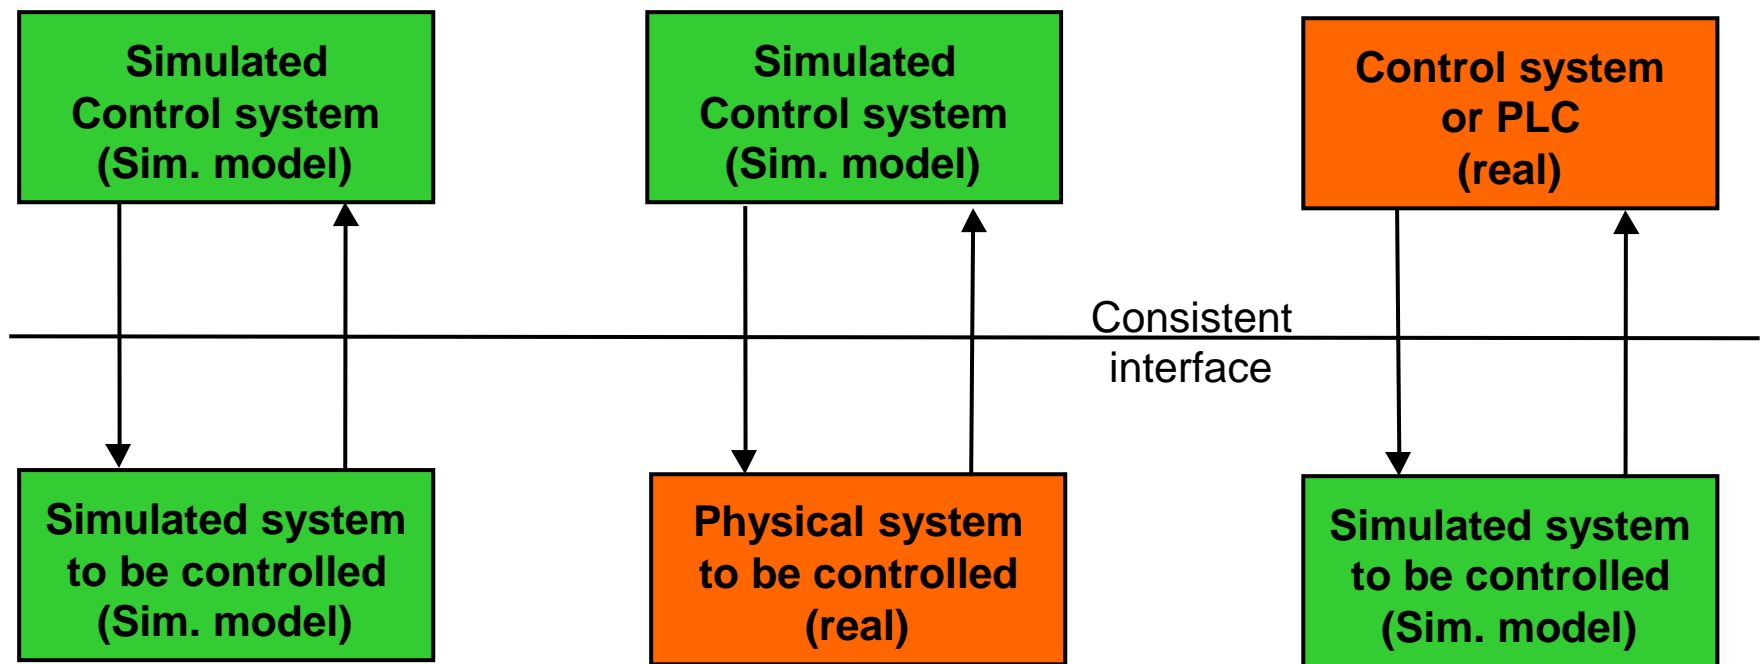 Simulated
Control system
(Sim. model)
Simulated
Control system
(Sim. model)
Control system
or PLC
(real)
Consistent
interface
Simulated system
to be controlled
(Sim. model)
Physical system
to be controlled
(real)
Simulated system
to be controlled
(Sim. model)